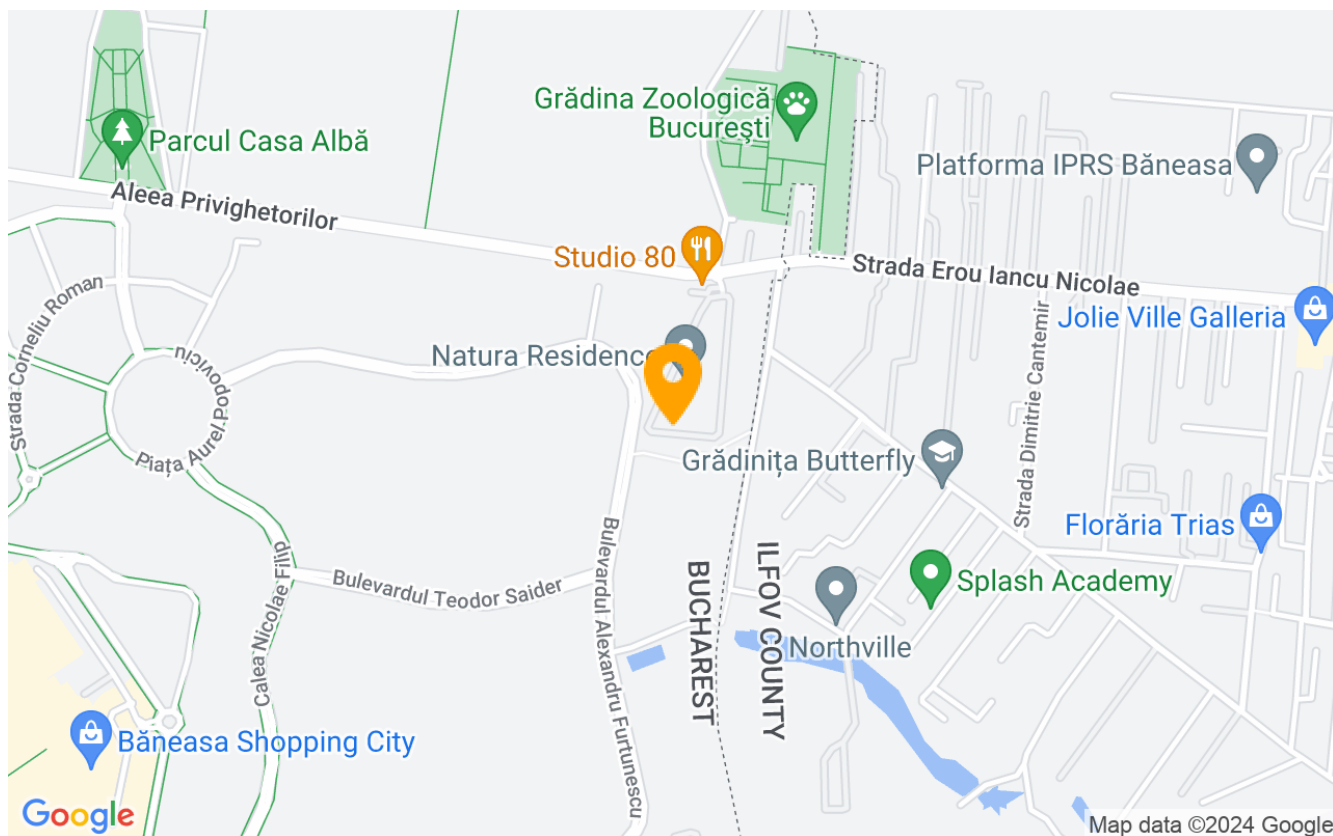 Grădina Zoologică
București
Parcul Casa Albă
Platforma IPRS Băneasa
Aleea Privighetorilor
Studio 80
Strada Erou Iancu Nicolae
Strada Corneliu Roman
Jolie Ville Galleria
Natura Residence
Piața Aurel Popoviciu
Strada Dimitrie Cantemir
Grădinița Butterfly
Florăria Trias
Calea Nicolae Filip
Bulevardul Teodor Saider
Bulevardul Alexandru Furtunescu
BUCHAREST
ILFOV COUNTY
Splash Academy
Northville
Băneasa Shopping City
Google
Map data ©2024 Google